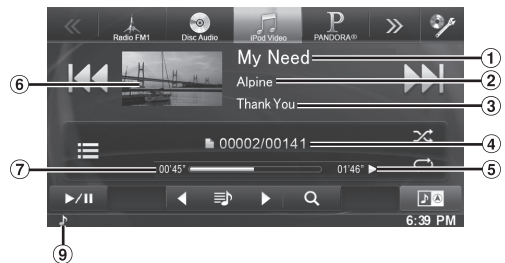 Radio FM1 Disc Audio iPod Video PANDORA®
My Need 1
Alpine 2
6
Thank You 3
00002/00141 4
7 00'45" 01'46" 5
6:39 PM
9